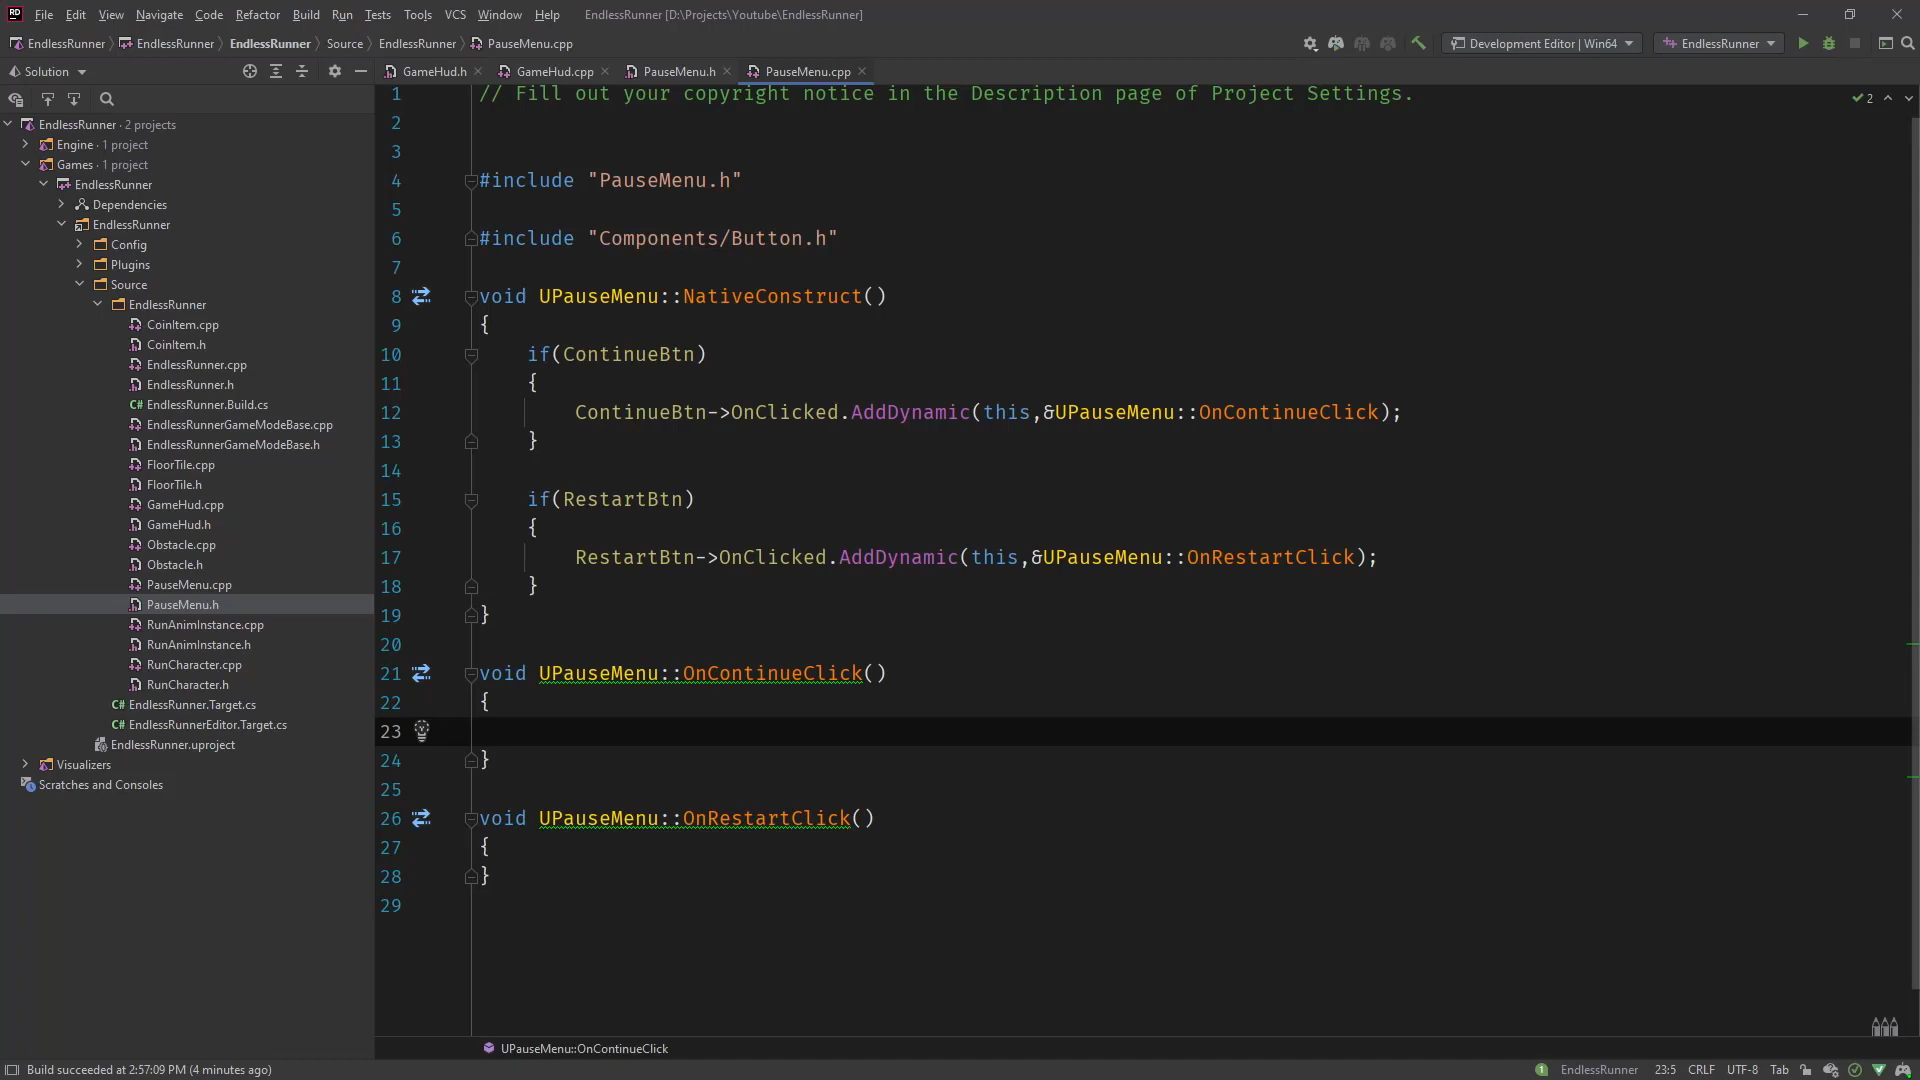 RD File Edit View Navigate Code Refactor Build Run Tests Tools VCS Window Help EndlessRunner [D:\Projects\Youtube\EndlessRunner]
EndlessRunner EndlessRunner EndlessRunner Source EndlessRunner PauseMenu.cpp Development Editor | Win64 EndlessRunner
Solution GameHud.h GameHud.cpp PauseMenu.h PauseMenu.cpp
EndlessRunner · 2 projects
Engine · 1 project
Games · 1 project
EndlessRunner
Dependencies
EndlessRunner
Config
Plugins
Source
EndlessRunner
CoinItem.cpp
CoinItem.h
EndlessRunner.cpp
EndlessRunner.h
C# EndlessRunner.Build.cs
EndlessRunnerGameModeBase.cpp
EndlessRunnerGameModeBase.h
FloorTile.cpp
FloorTile.h
GameHud.cpp
GameHud.h
Obstacle.cpp
Obstacle.h
PauseMenu.cpp
PauseMenu.h
RunAnimInstance.cpp
RunAnimInstance.h
RunCharacter.cpp
RunCharacter.h
C# EndlessRunner.Target.cs
C# EndlessRunnerEditor.Target.cs
EndlessRunner.uproject
Visualizers
Scratches and Consoles
1 // Fill out your copyright notice in the Description page of Project Settings. 2
2
3
4 #include "PauseMenu.h"
5
6 #include "Components/Button.h"
7
8 void UPauseMenu::NativeConstruct()
9 {
10 if(ContinueBtn)
11 {
12 ContinueBtn->OnClicked.AddDynamic(this,&UPauseMenu::OnContinueClick);
13 }
14
15 if(RestartBtn)
16 {
17 RestartBtn->OnClicked.AddDynamic(this,&UPauseMenu::OnRestartClick);
18 }
19 }
20
21 void UPauseMenu::OnContinueClick()
22 {
23
24 }
25
26 void UPauseMenu::OnRestartClick()
27 {
28 }
29
UPauseMenu::OnContinueClick
Build succeeded at 2:57:09 PM (4 minutes ago) 1 EndlessRunner 23:5 CRLF UTF-8 Tab